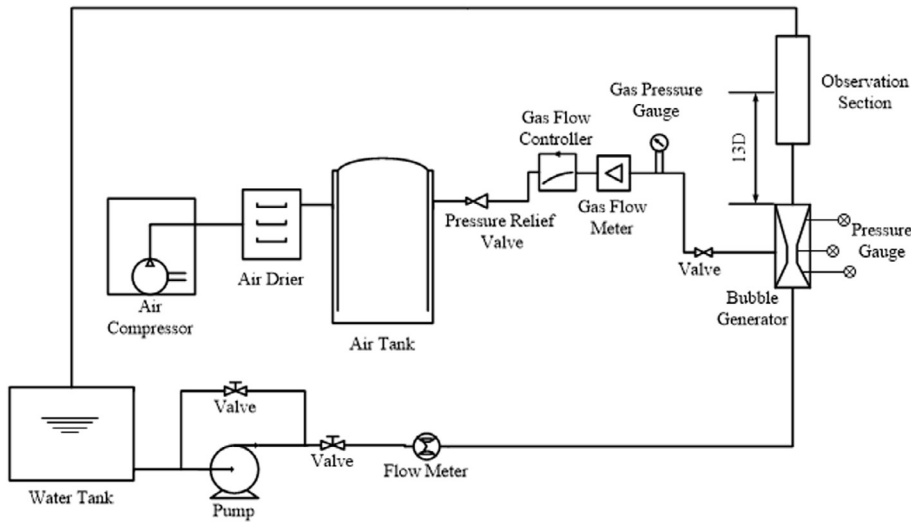 Observation
Section
Gas Pressure
Gauge
Gas Flow
Controller
13D
Pressure Relief
Valve
Gas Flow
Meter
Pressure
Gauge
Valve
Air Drier
Bubble
Generator
Air
Compressor
Air Tank
Valve
Valve
Flow Meter
Water Tank
Pump